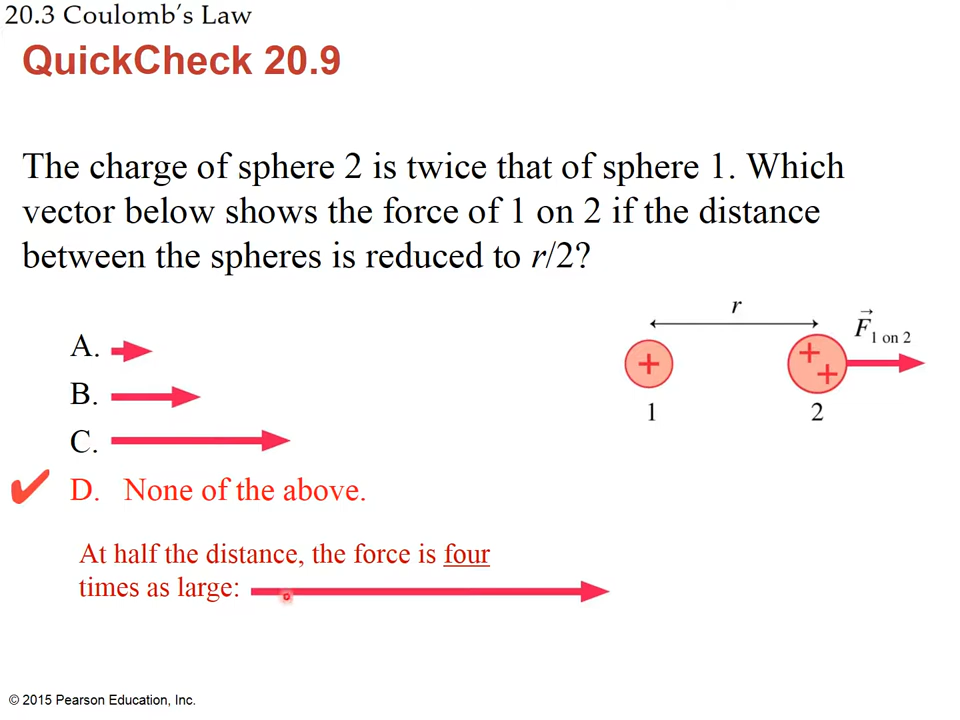 20.3 Coulomb's Law
QuickCheck 20.9
The charge of sphere 2 is twice that of sphere 1. Which
vector below shows the force of 1 on 2 if the distance
between the spheres is reduced to r/2?
A.
B.
C.
✔ D. None of the above.
At half the distance, the force is four
times as large:
r
F⃗ 1 on 2
+
+
+
1
2
© 2015 Pearson Education, Inc.